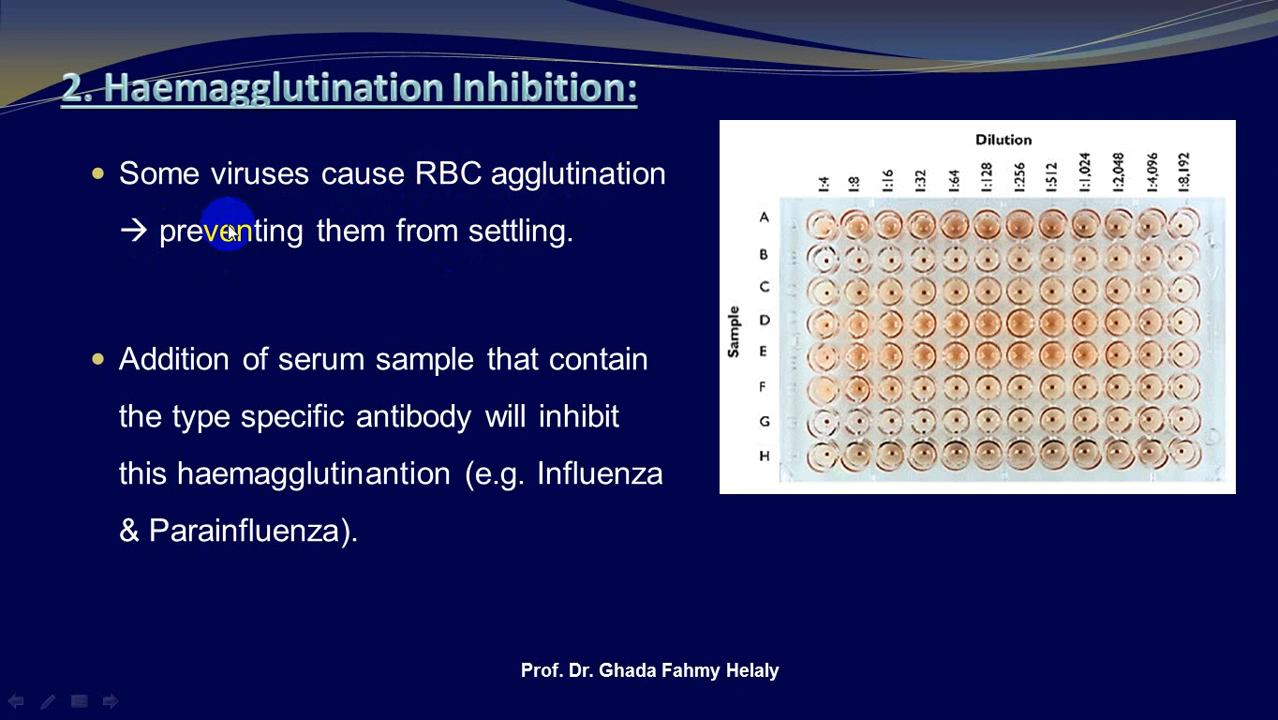 2. Haemagglutination Inhibition:
• Some viruses cause RBC agglutination
→ preventing them from settling.
• Addition of serum sample that contain
the type specific antibody will inhibit
this haemagglutinantion (e.g. Influenza
& Parainfluenza).
Dilution
1:4 1:8 1:16 1:32 1:64 1:128 1:256 1:512 1:1,024 1:2,048 1:4,096 1:8,192
Sample
A
B
C
D
E
F
G
H
Prof. Dr. Ghada Fahmy Helaly